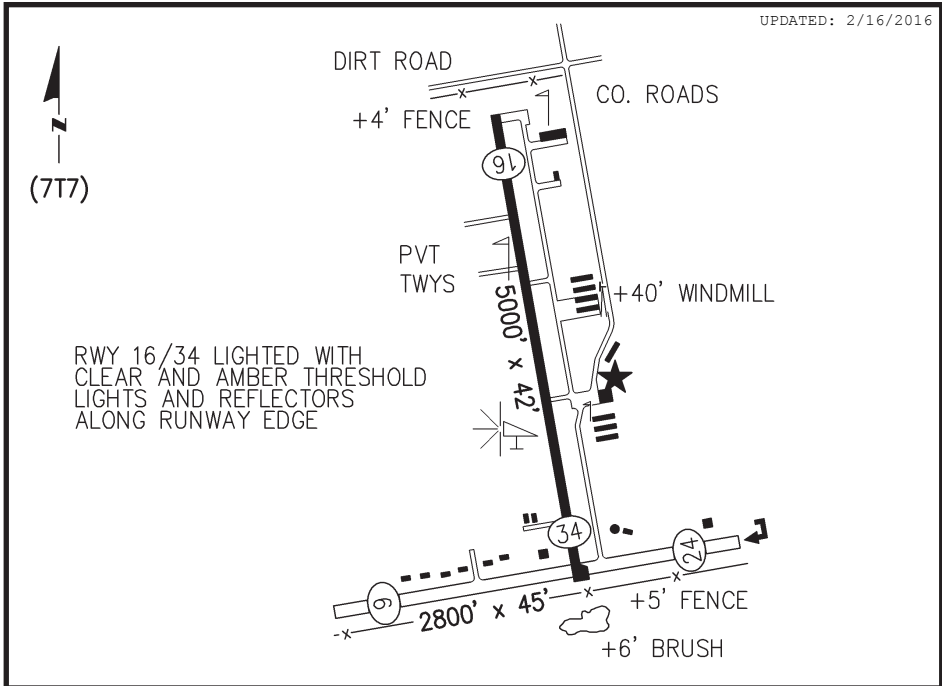 UPDATED: 2/16/2016
DIRT ROAD
CO. ROADS
+4' FENCE
16
(7T7)
N
PVT
TWYS
+40' WINDMILL
5000' x 42'
RWY 16/34 LIGHTED WITH
CLEAR AND AMBER THRESHOLD
LIGHTS AND REFLECTORS
ALONG RUNWAY EDGE
34
24
6
2800' x 45'
+5' FENCE
+6' BRUSH